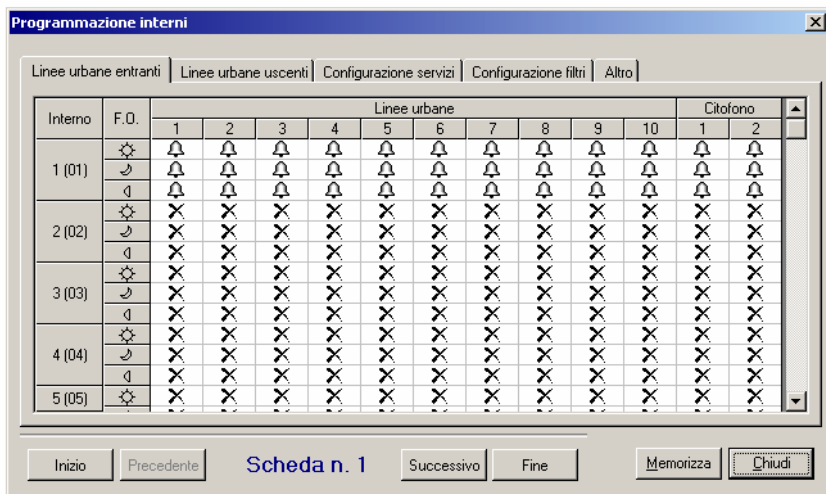 Programmazione interni
Linee urbane entranti Linee urbane uscenti Configurazione servizi Configurazione filtri Altro
Interno F.O. Linee urbane Citofono
1 2 3 4 5 6 7 8 9 10 1 2
1 (01)
2 (02)
3 (03)
4 (04)
5 (05)
Inizio Precedente Scheda n. 1 Successivo Fine Memorizza Chiudi